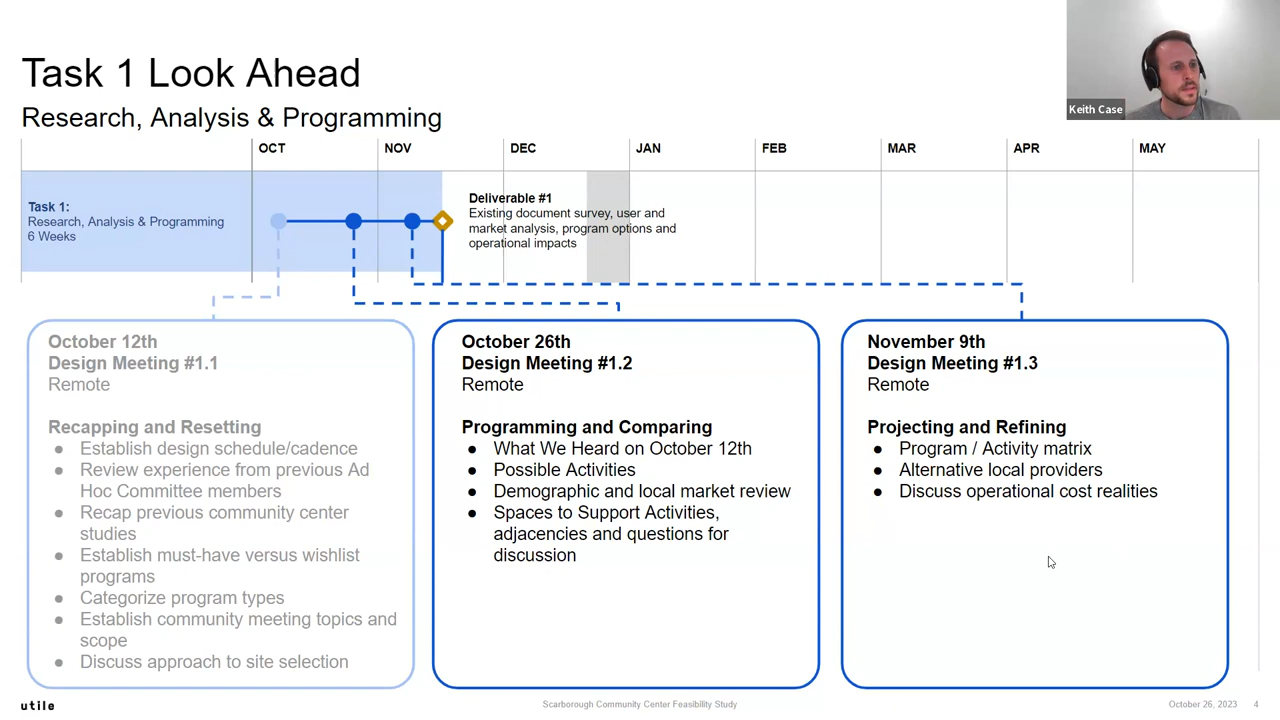 Task 1 Look Ahead
Research, Analysis & Programming
Keith Case
OCT NOV DEC JAN FEB MAR APR MAY
Task 1:
Research, Analysis & Programming
6 Weeks
Deliverable #1
Existing document survey, user and
market analysis, program options and
operational impacts
October 12th
Design Meeting #1.1
Remote
Recapping and Resetting
● Establish design schedule/cadence
● Review experience from previous Ad
Hoc Committee members
● Recap previous community center
studies
● Establish must-have versus wishlist
programs
● Categorize program types
● Establish community meeting topics and
scope
● Discuss approach to site selection
October 26th
Design Meeting #1.2
Remote
Programming and Comparing
● What We Heard on October 12th
● Possible Activities
● Demographic and local market review
● Spaces to Support Activities,
adjacencies and questions for
discussion
November 9th
Design Meeting #1.3
Remote
Projecting and Refining
● Program / Activity matrix
● Alternative local providers
● Discuss operational cost realities
utile
Scarborough Community Center Feasibility Study
October 26, 2023 4